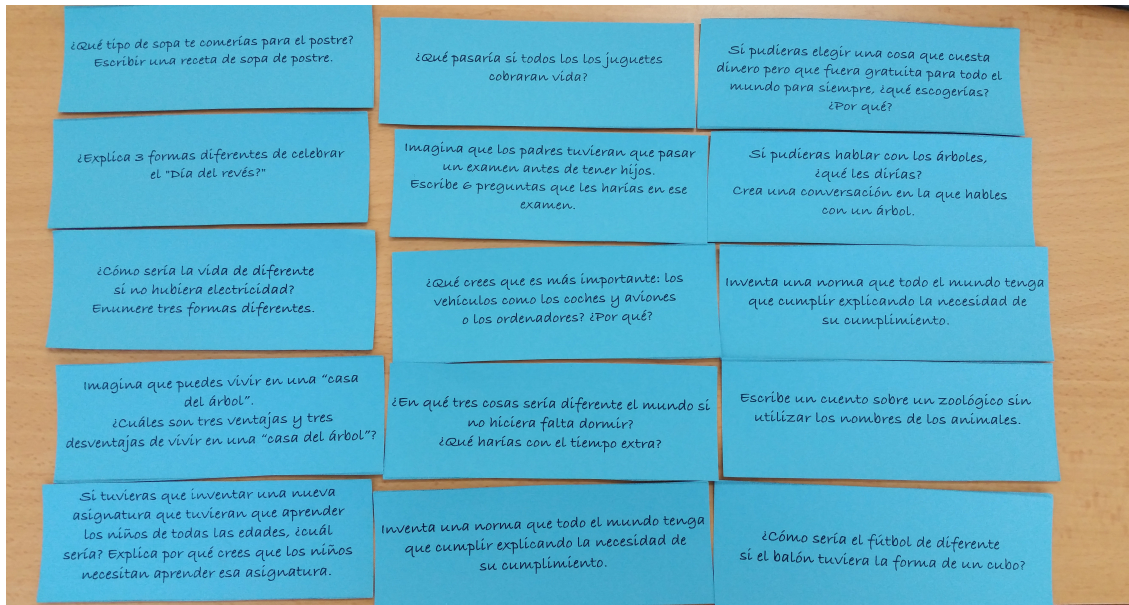 ¿Qué tipo de sopa te comerías para el postre?
Escribir una receta de sopa de postre.
¿Qué pasaría si todos los los juguetes
cobraran vida?
Si pudieras elegir una cosa que cuesta
dinero pero que fuera gratuita para todo el
mundo para siempre, ¿qué escogerías?
¿Por qué?
¿Explica 3 formas diferentes de celebrar
el "Día del revés?"
Imagina que los padres tuvieran que pasar
un examen antes de tener hijos.
Escribe 6 preguntas que les harías en ese
examen.
Si pudieras hablar con los árboles,
¿qué les dirías?
Crea una conversación en la que hables
con un árbol.
¿Cómo sería la vida de diferente
si no hubiera electricidad?
Enumere tres formas diferentes.
¿Qué crees que es más importante: los
vehículos como los coches y aviones
o los ordenadores? ¿Por qué?
Inventa una norma que todo el mundo tenga
que cumplir explicando la necesidad de
su cumplimiento.
Imagina que puedes vivir en una “casa
del árbol”.
¿Cuáles son tres ventajas y tres
desventajas de vivir en una “casa del árbol”?
¿En qué tres cosas sería diferente el mundo si
no hiciera falta dormir?
¿Qué harías con el tiempo extra?
Escribe un cuento sobre un zoológico sin
utilizar los nombres de los animales.
Si tuvieras que inventar una nueva
asignatura que tuvieran que aprender
los niños de todas las edades, ¿cuál
sería? Explica por qué crees que los niños
necesitan aprender esa asignatura.
Inventa una norma que todo el mundo tenga
que cumplir explicando la necesidad de
su cumplimiento.
¿Cómo sería el fútbol de diferente
si el balón tuviera la forma de un cubo?